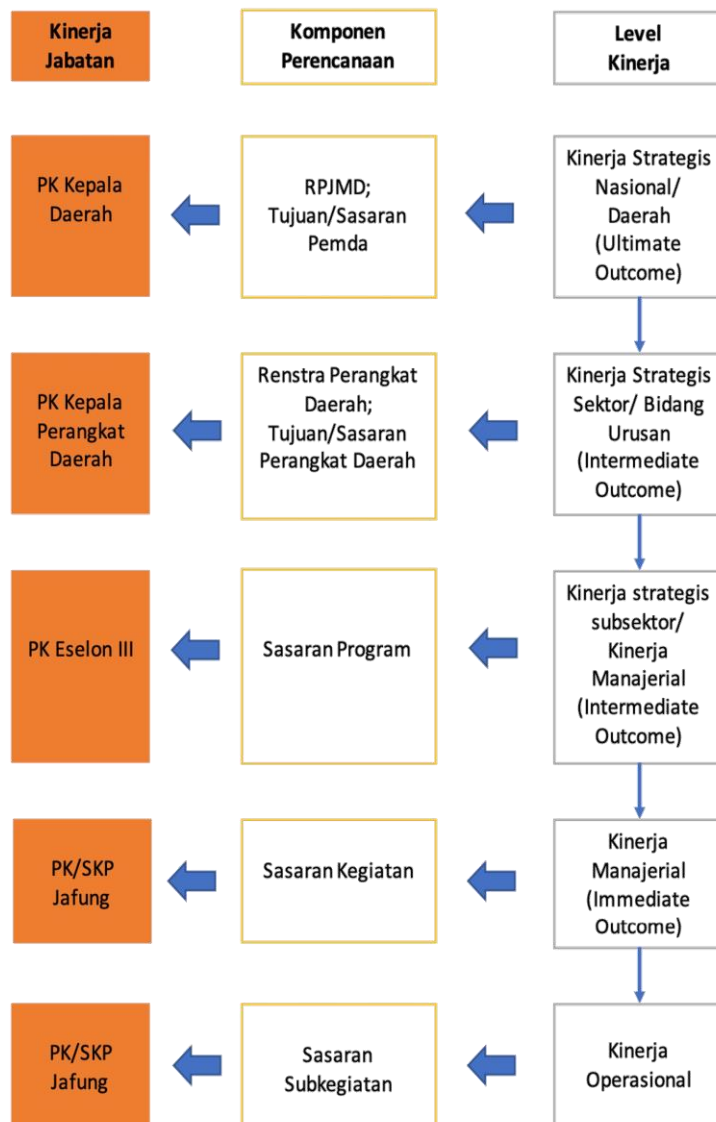 Kinerja
Jabatan
Komponen
Perencanaan
Level
Kinerja
PK Kepala
Daerah
RPJMD;
Tujuan/Sasaran
Pemda
Kinerja Strategis
Nasional/
Daerah
(Ultimate
Outcome)
PK Kepala
Perangkat
Daerah
Renstra Perangkat
Daerah;
Tujuan/Sasaran
Perangkat Daerah
Kinerja Strategis
Sektor/ Bidang
Urusan
(Intermediate
Outcome)
PK Eselon III
Sasaran Program
Kinerja strategis
subsektor/
Kinerja
Manajerial
(Intermediate
Outcome)
PK/SKP
Jafung
Sasaran Kegiatan
Kinerja
Manajerial
(Immediate
Outcome)
PK/SKP
Jafung
Sasaran
Subkegiatan
Kinerja
Operasional